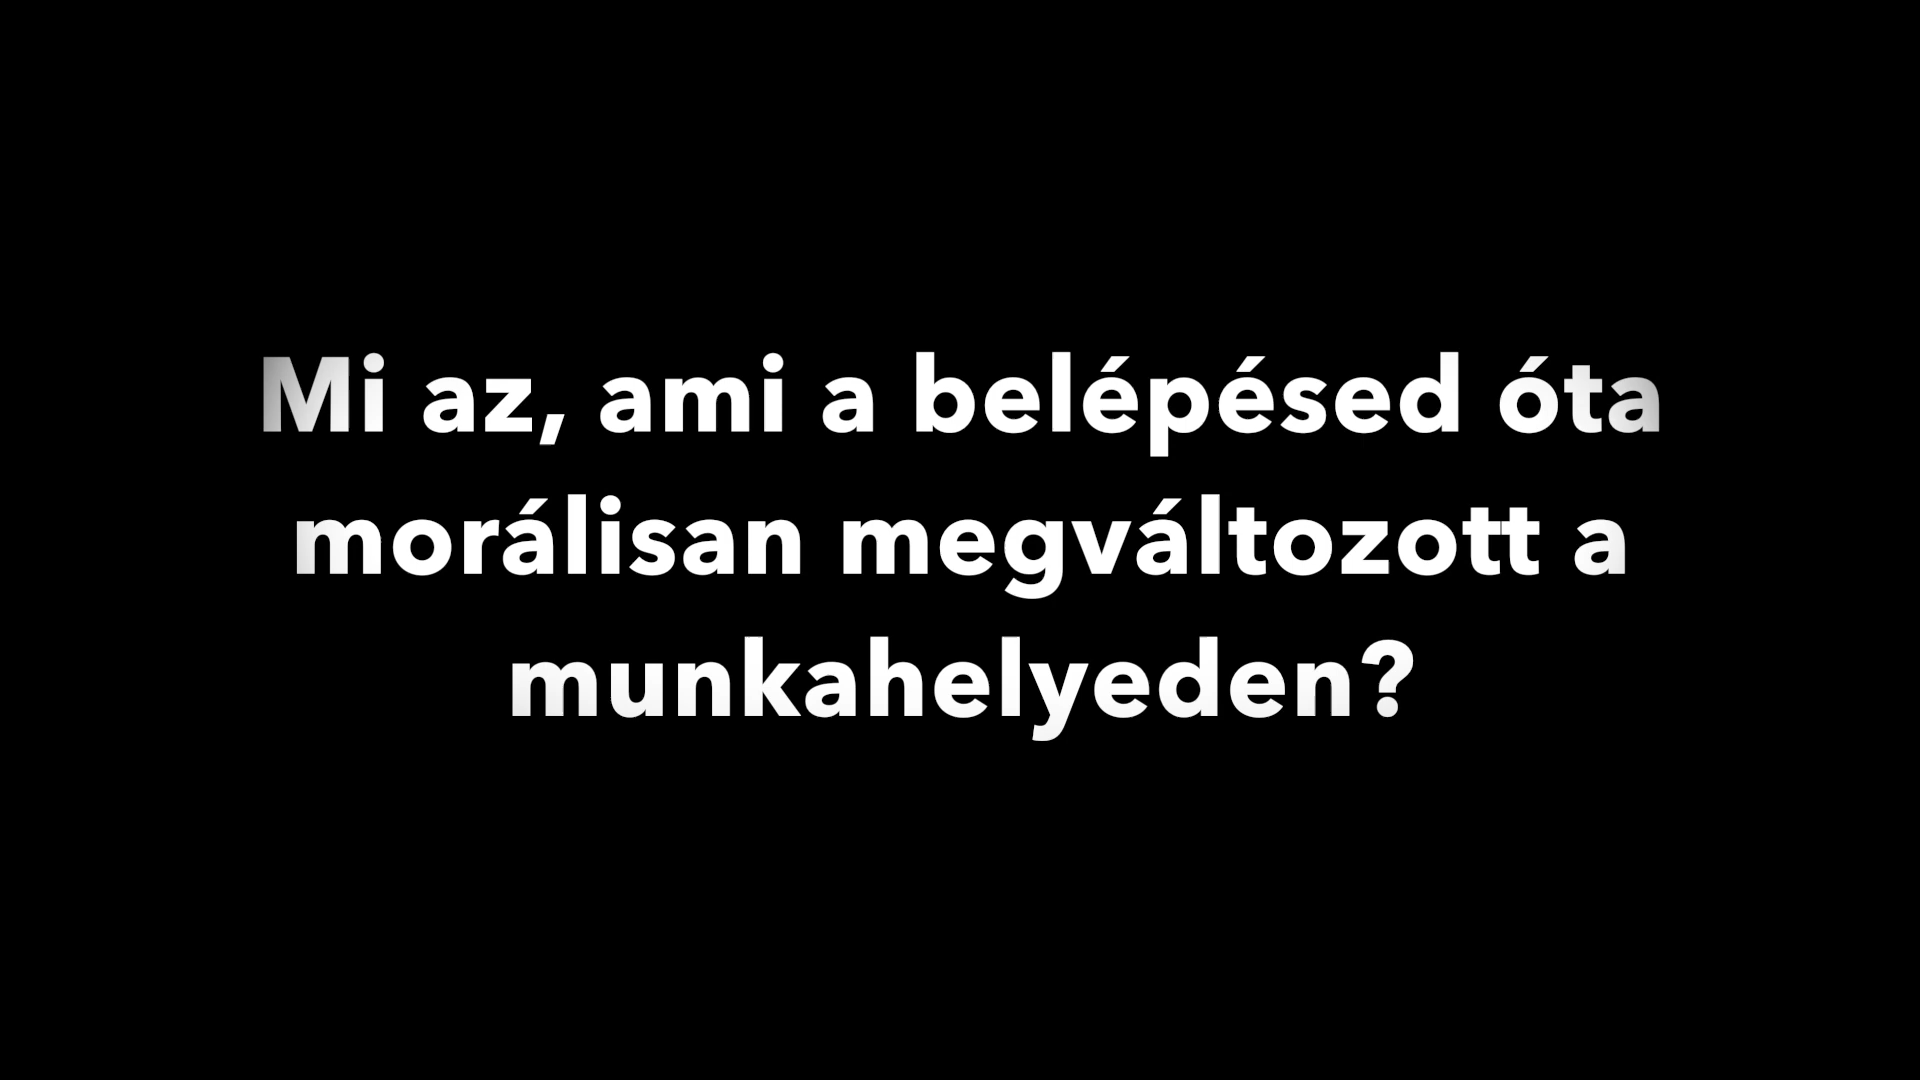 Mi az, ami a belépésed óta
morálisan megváltozott a
munkahelyeden?